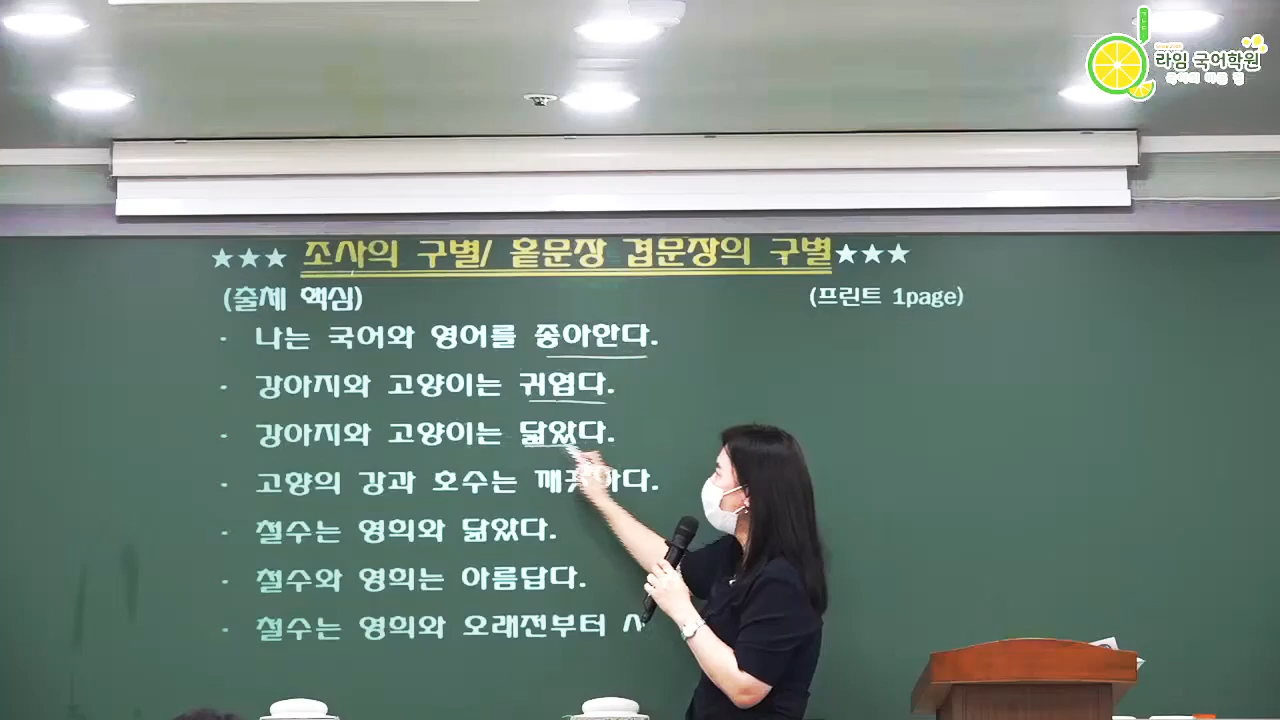 라임 국어학원
★★★ 조사의 구별/ 홑문장 겹문장의 구별★★★
(출제 핵심)
(프린트 1page)
· 나는 국어와 영어를 좋아한다.
· 강아지와 고양이는 귀엽다.
· 강아지와 고양이는 닮았다.
· 고향의 강과 호수는
· 철수는 영희와 닮았다.
· 철수와 영희는 아름답다.
· 철수는 영희와 오래전부터